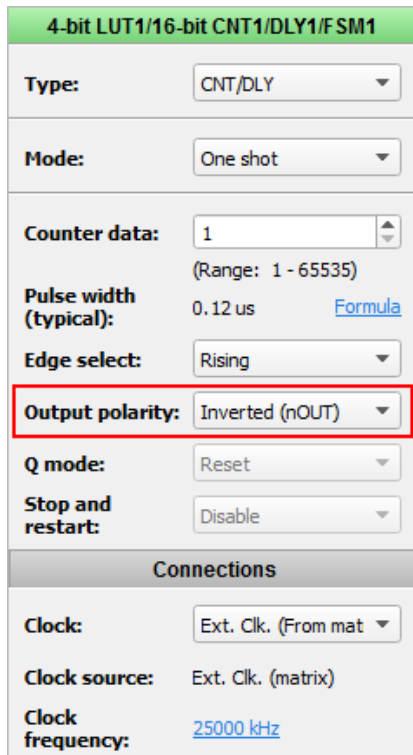 4-bit LUT1/16-bit CNT1/DLY1/FSM1
Type: CNT/DLY
Mode: One shot
Counter data: 1
(Range: 1 - 65535)
Pulse width
(typical): 0.12 us Formula
Edge select: Rising
Output polarity: Inverted (nOUT)
Q mode: Reset
Stop and
restart: Disable
Connections
Clock: Ext. Clk. (From mat
Clock source: Ext. Clk. (matrix)
Clock
frequency: 25000 kHz